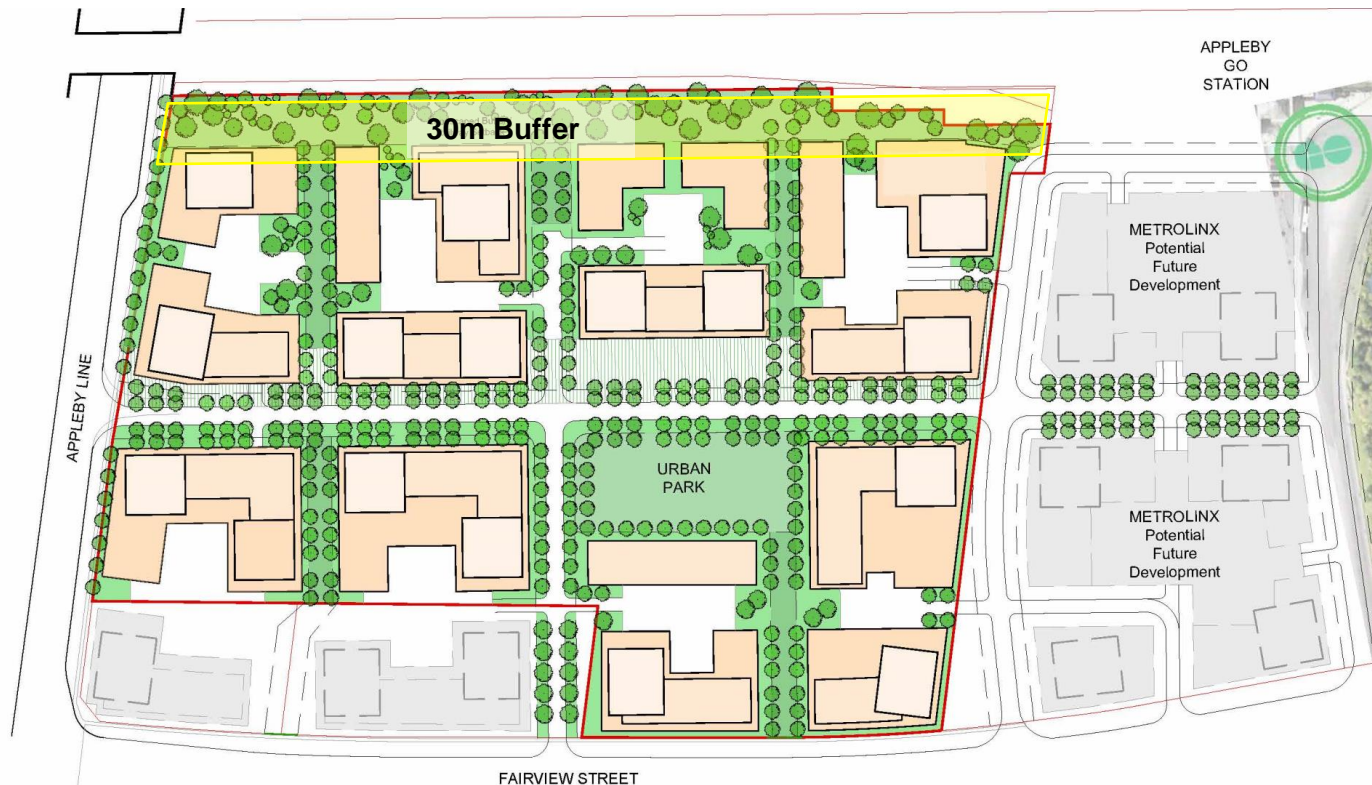 APPLEBY
GO
STATION
30m Buffer
METROLINX
Potential
Future
Development
APPLEBY LINE
URBAN
PARK
METROLINX
Potential
Future
Development
FAIRVIEW STREET